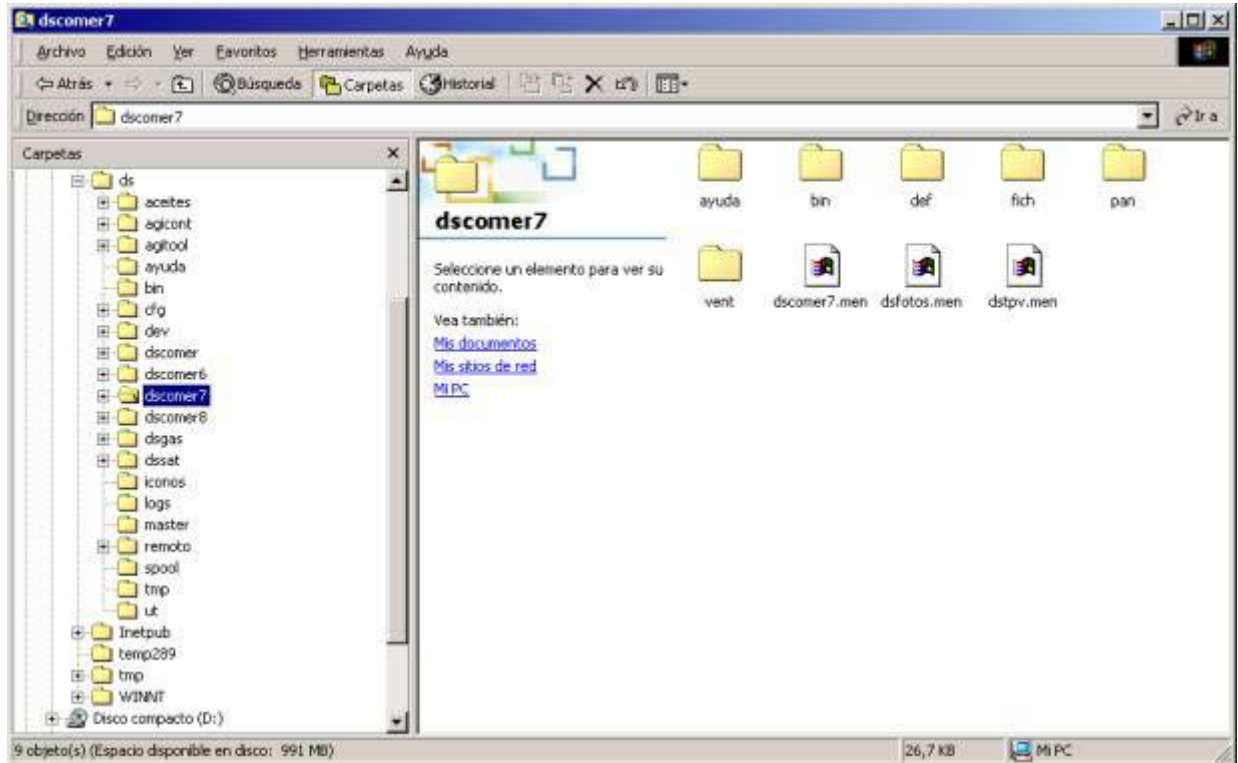 dscomer7
Archivo Edición Ver Favoritos Herramientas Ayuda
Atrás Búsqueda Carpetas Historial
Dirección dscomer7 Ir a
Carpetas
ds
aceites
agicont
agitool
ayuda
bin
cfg
dev
dscomer
dscomer6
dscomer7
dscomer8
dsgas
dssat
iconos
logs
master
remoto
spool
tmp
ut
Inetpub
temp289
tmp
WINNT
Disco compacto (D:)
dscomer7
Seleccione un elemento para ver su
contenido.
Vea también:
Mis documentos
Mis sitios de red
Mi PC
ayuda bin def fich pan
vent dscomer7.men dsfotos.men dstpv.men
9 objeto(s) (Espacio disponible en disco: 991 MB) 26,7 KB Mi PC